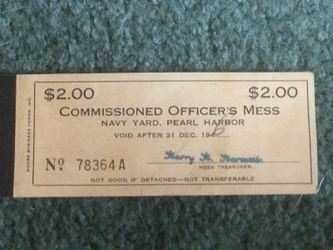 $2.00 $2.00
COMMISSIONED OFFICER'S MESS
NAVY YARD, PEARL HARBOR
VOID AFTER 31 DEC.
Nº 78364A
MESS TREASURER.
NOT GOOD IF DETACHED—NOT TRANSFERABLE